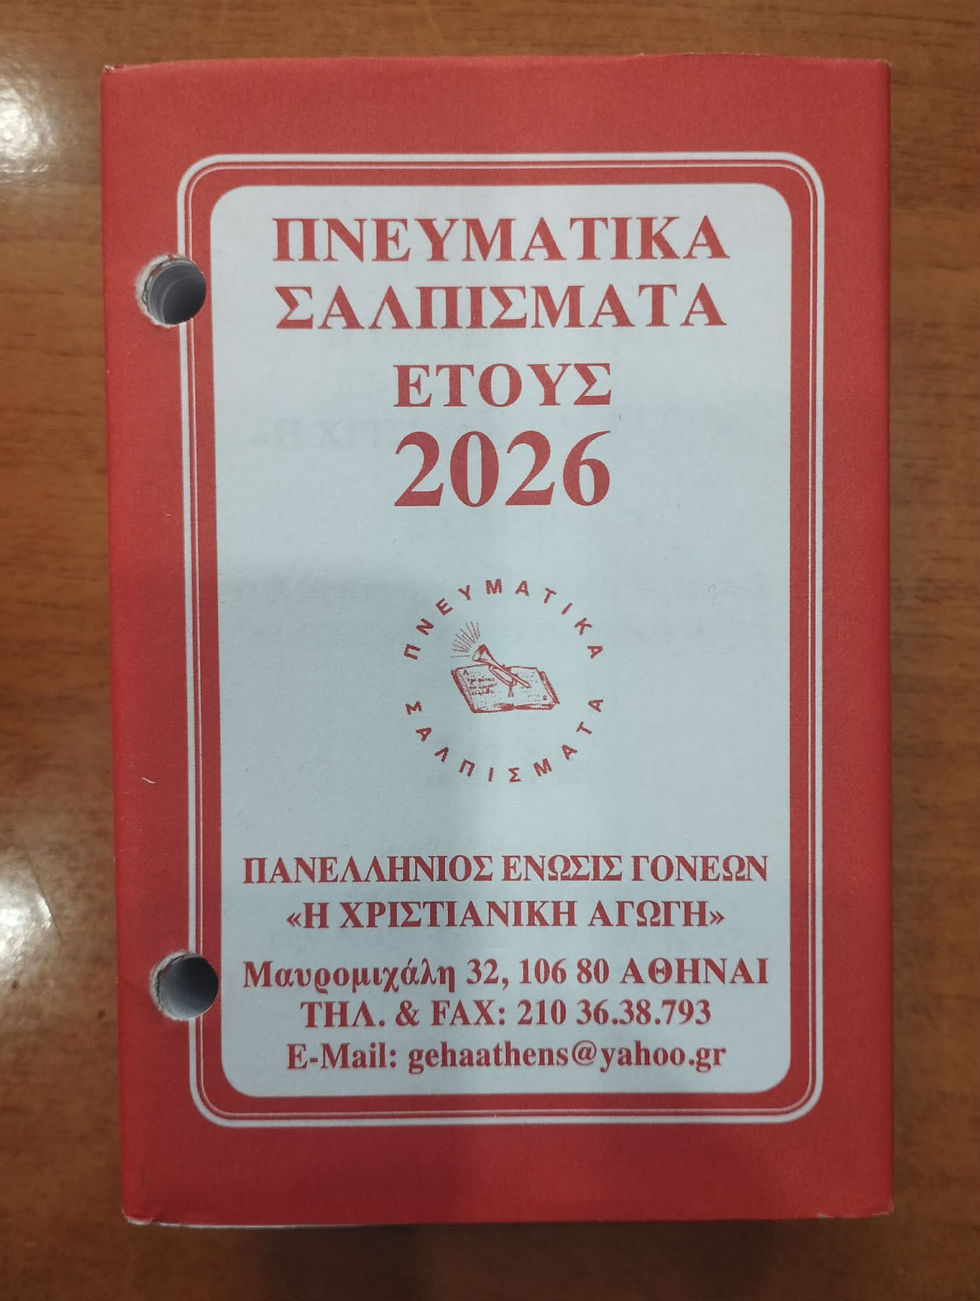 ΠΝΕΥΜΑΤΙΚΑ
ΣΑΛΠΙΣΜΑΤΑ
ΕΤΟΥΣ
2026
ΠΝΕΥΜΑΤΙΚΑ
ΣΑΛΠΙΣΜΑΤΑ
ΠΑΝΕΛΛΗΝΙΟΣ ΕΝΩΣΙΣ ΓΟΝΕΩΝ
«Η ΧΡΙΣΤΙΑΝΙΚΗ ΑΓΩΓΗ»
Μαυρομιχάλη 32, 106 80 ΑΘΗΝΑΙ
ΤΗΛ. & FAX: 210 36.38.793
E-Mail: gehaathens@yahoo.gr